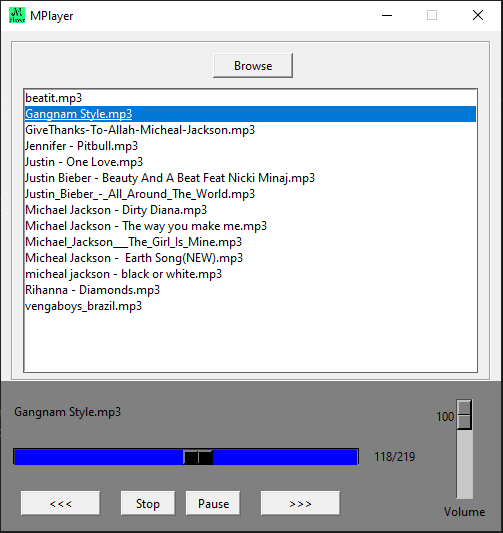 MPlayer
Browse
beatit.mp3
Gangnam Style.mp3
GiveThanks-To-Allah-Micheal-Jackson.mp3
Jennifer - Pitbull.mp3
Justin - One Love.mp3
Justin Bieber - Beauty And A Beat Feat Nicki Minaj.mp3
Justin_Bieber_-_All_Around_The_World.mp3
Michael Jackson - Dirty Diana.mp3
Michael Jackson - The way you make me.mp3
Michael_Jackson___The_Girl_Is_Mine.mp3
Micheal Jackson -  Earth Song(NEW).mp3
micheal jackson - black or white.mp3
Rihanna - Diamonds.mp3
vengaboys_brazil.mp3
Gangnam Style.mp3
100
118/219
<<< Stop Pause >>>
Volume